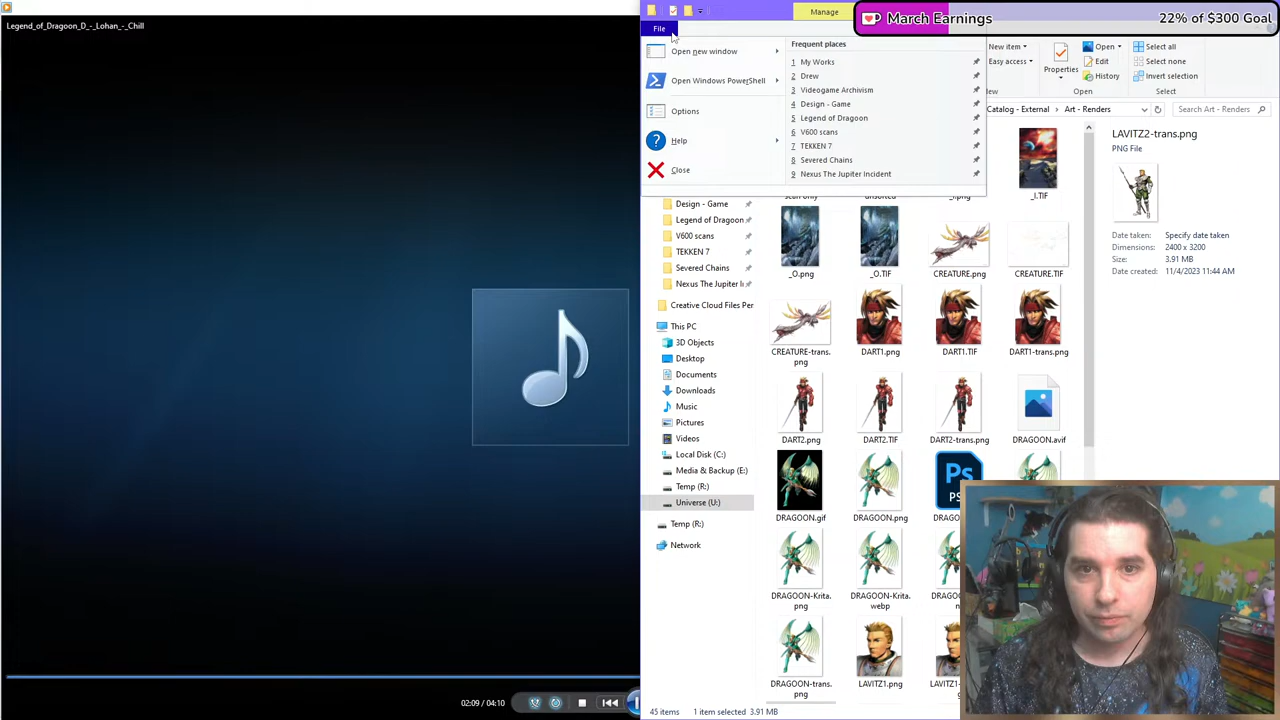 Legend_of_Dragoon_D_-_Lohan_-_Chill
Manage
March Earnings
22% of $300 Goal
File
Open new window
Open Windows PowerShell
Options
Help
Close
Frequent places
1 My Works
2 Drew
3 Videogame Archivism
4 Design - Game
5 Legend of Dragoon
6 V600 scans
7 TEKKEN 7
8 Severed Chains
9 Nexus The Jupiter Incident
New item
Easy access
Properties
Open
Edit
History
Open
Select all
Select none
Invert selection
Select
Catalog - External
Art - Renders
Search Art - Renders
LAVITZ2-trans.png
PNG File
Date taken: Specify date taken
Dimensions: 2400 x 3200
Size: 3.91 MB
Date created: 11/4/2023 11:44 AM
_I.TIF
Design - Game
Legend of Dragoon
V600 scans
TEKKEN 7
Severed Chains
Nexus The Jupiter
Creative Cloud Files
This PC
3D Objects
Desktop
Documents
Downloads
Music
Pictures
Videos
Local Disk (C:)
Media & Backup (E:)
Temp (R:)
Universe (U:)
Temp (R:)
Network
_O.png
_O.TIF
CREATURE.png
CREATURE.TIF
CREATURE-trans.png
DART1.png
DART1.TIF
DART1-trans.png
DART2.png
DART2.TIF
DART2-trans.png
DRAGOON.avif
DRAGOON.gif
DRAGOON.png
Ps
DRAGOON-Krita.png
DRAGOON-Krita.webp
DRAGOON-trans.png
LAVITZ1.png
45 items
1 item selected 3.91 MB
02:09 / 04:10